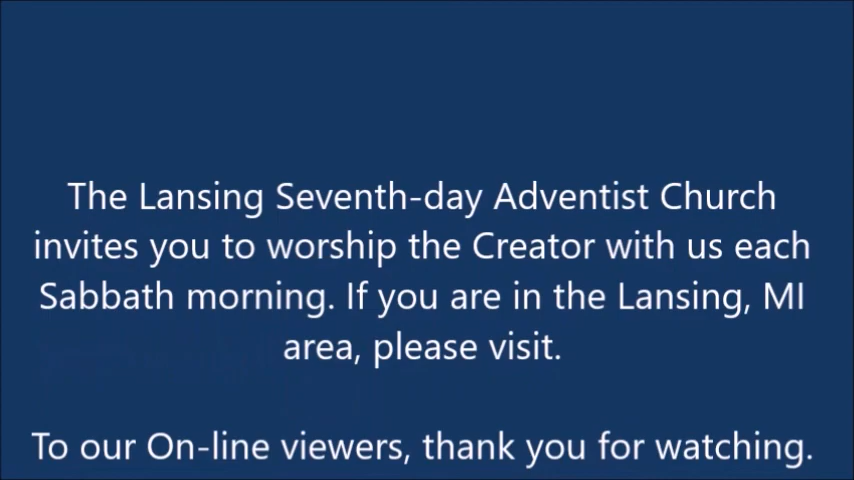 The Lansing Seventh-day Adventist Church
invites you to worship the Creator with us each
Sabbath morning. If you are in the Lansing, MI
area, please visit.
To our On-line viewers, thank you for watching.